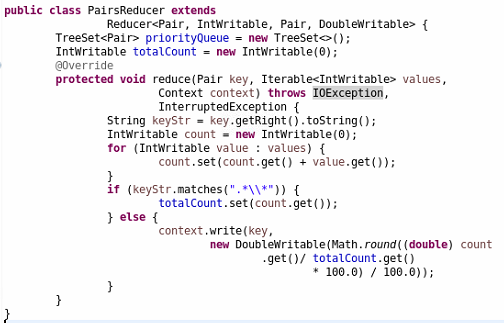 public class PairsReducer extends
Reducer<Pair, IntWritable, Pair, DoubleWritable> {
TreeSet<Pair> priorityQueue = new TreeSet<>();
IntWritable totalCount = new IntWritable(0);
@Override
protected void reduce(Pair key, Iterable<IntWritable> values,
Context context) throws IOException,
InterruptedException {
String keyStr = key.getRight().toString();
IntWritable count = new IntWritable(0);
for (IntWritable value : values) {
count.set(count.get() + value.get());
}
if (keyStr.matches(".*\\*")) {
totalCount.set(count.get());
} else {
context.write(key,
new DoubleWritable(Math.round((double) count
.get()/ totalCount.get()
* 100.0) / 100.0));
}
}
}